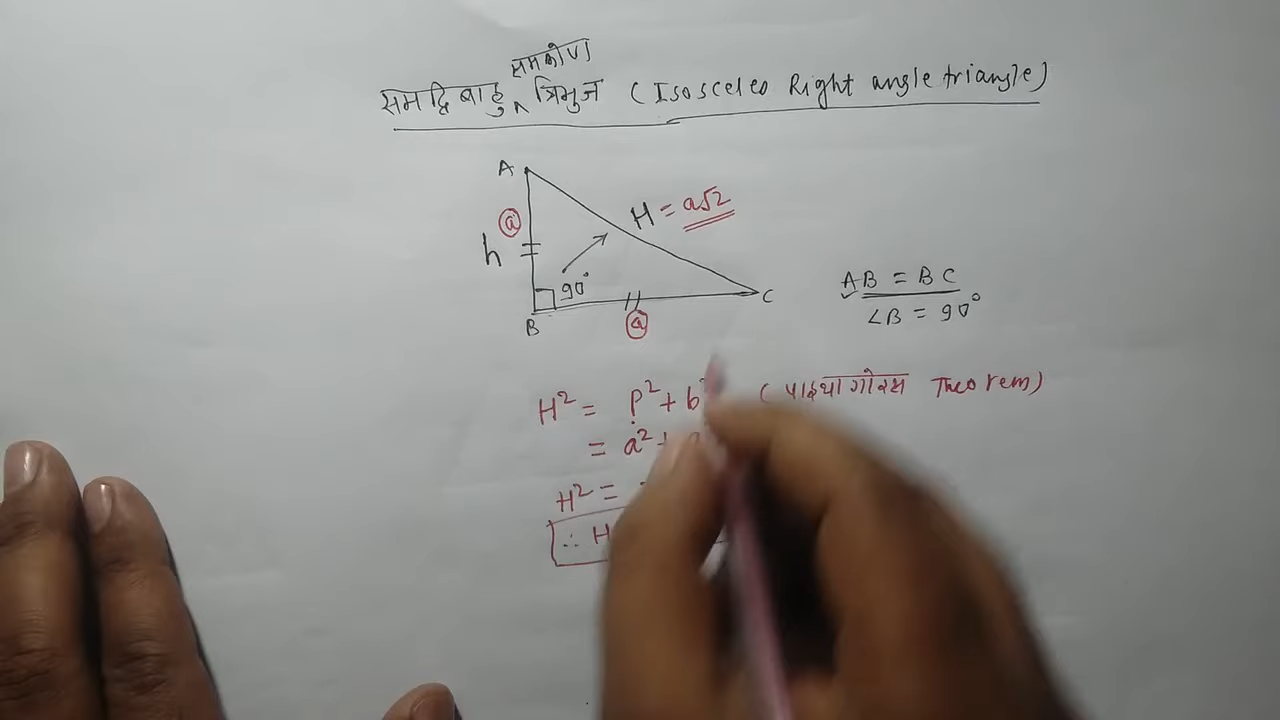 समकोण
समद्विबाहु ^ त्रिभुज (Isosceles Right angle triangle)
A
a
H = a√2
h
90°
B
C
a
AB = BC
∠B = 90°
H² = p² + b² (पाइथागोरस Theorem)
= a² +
H² =
∴ H